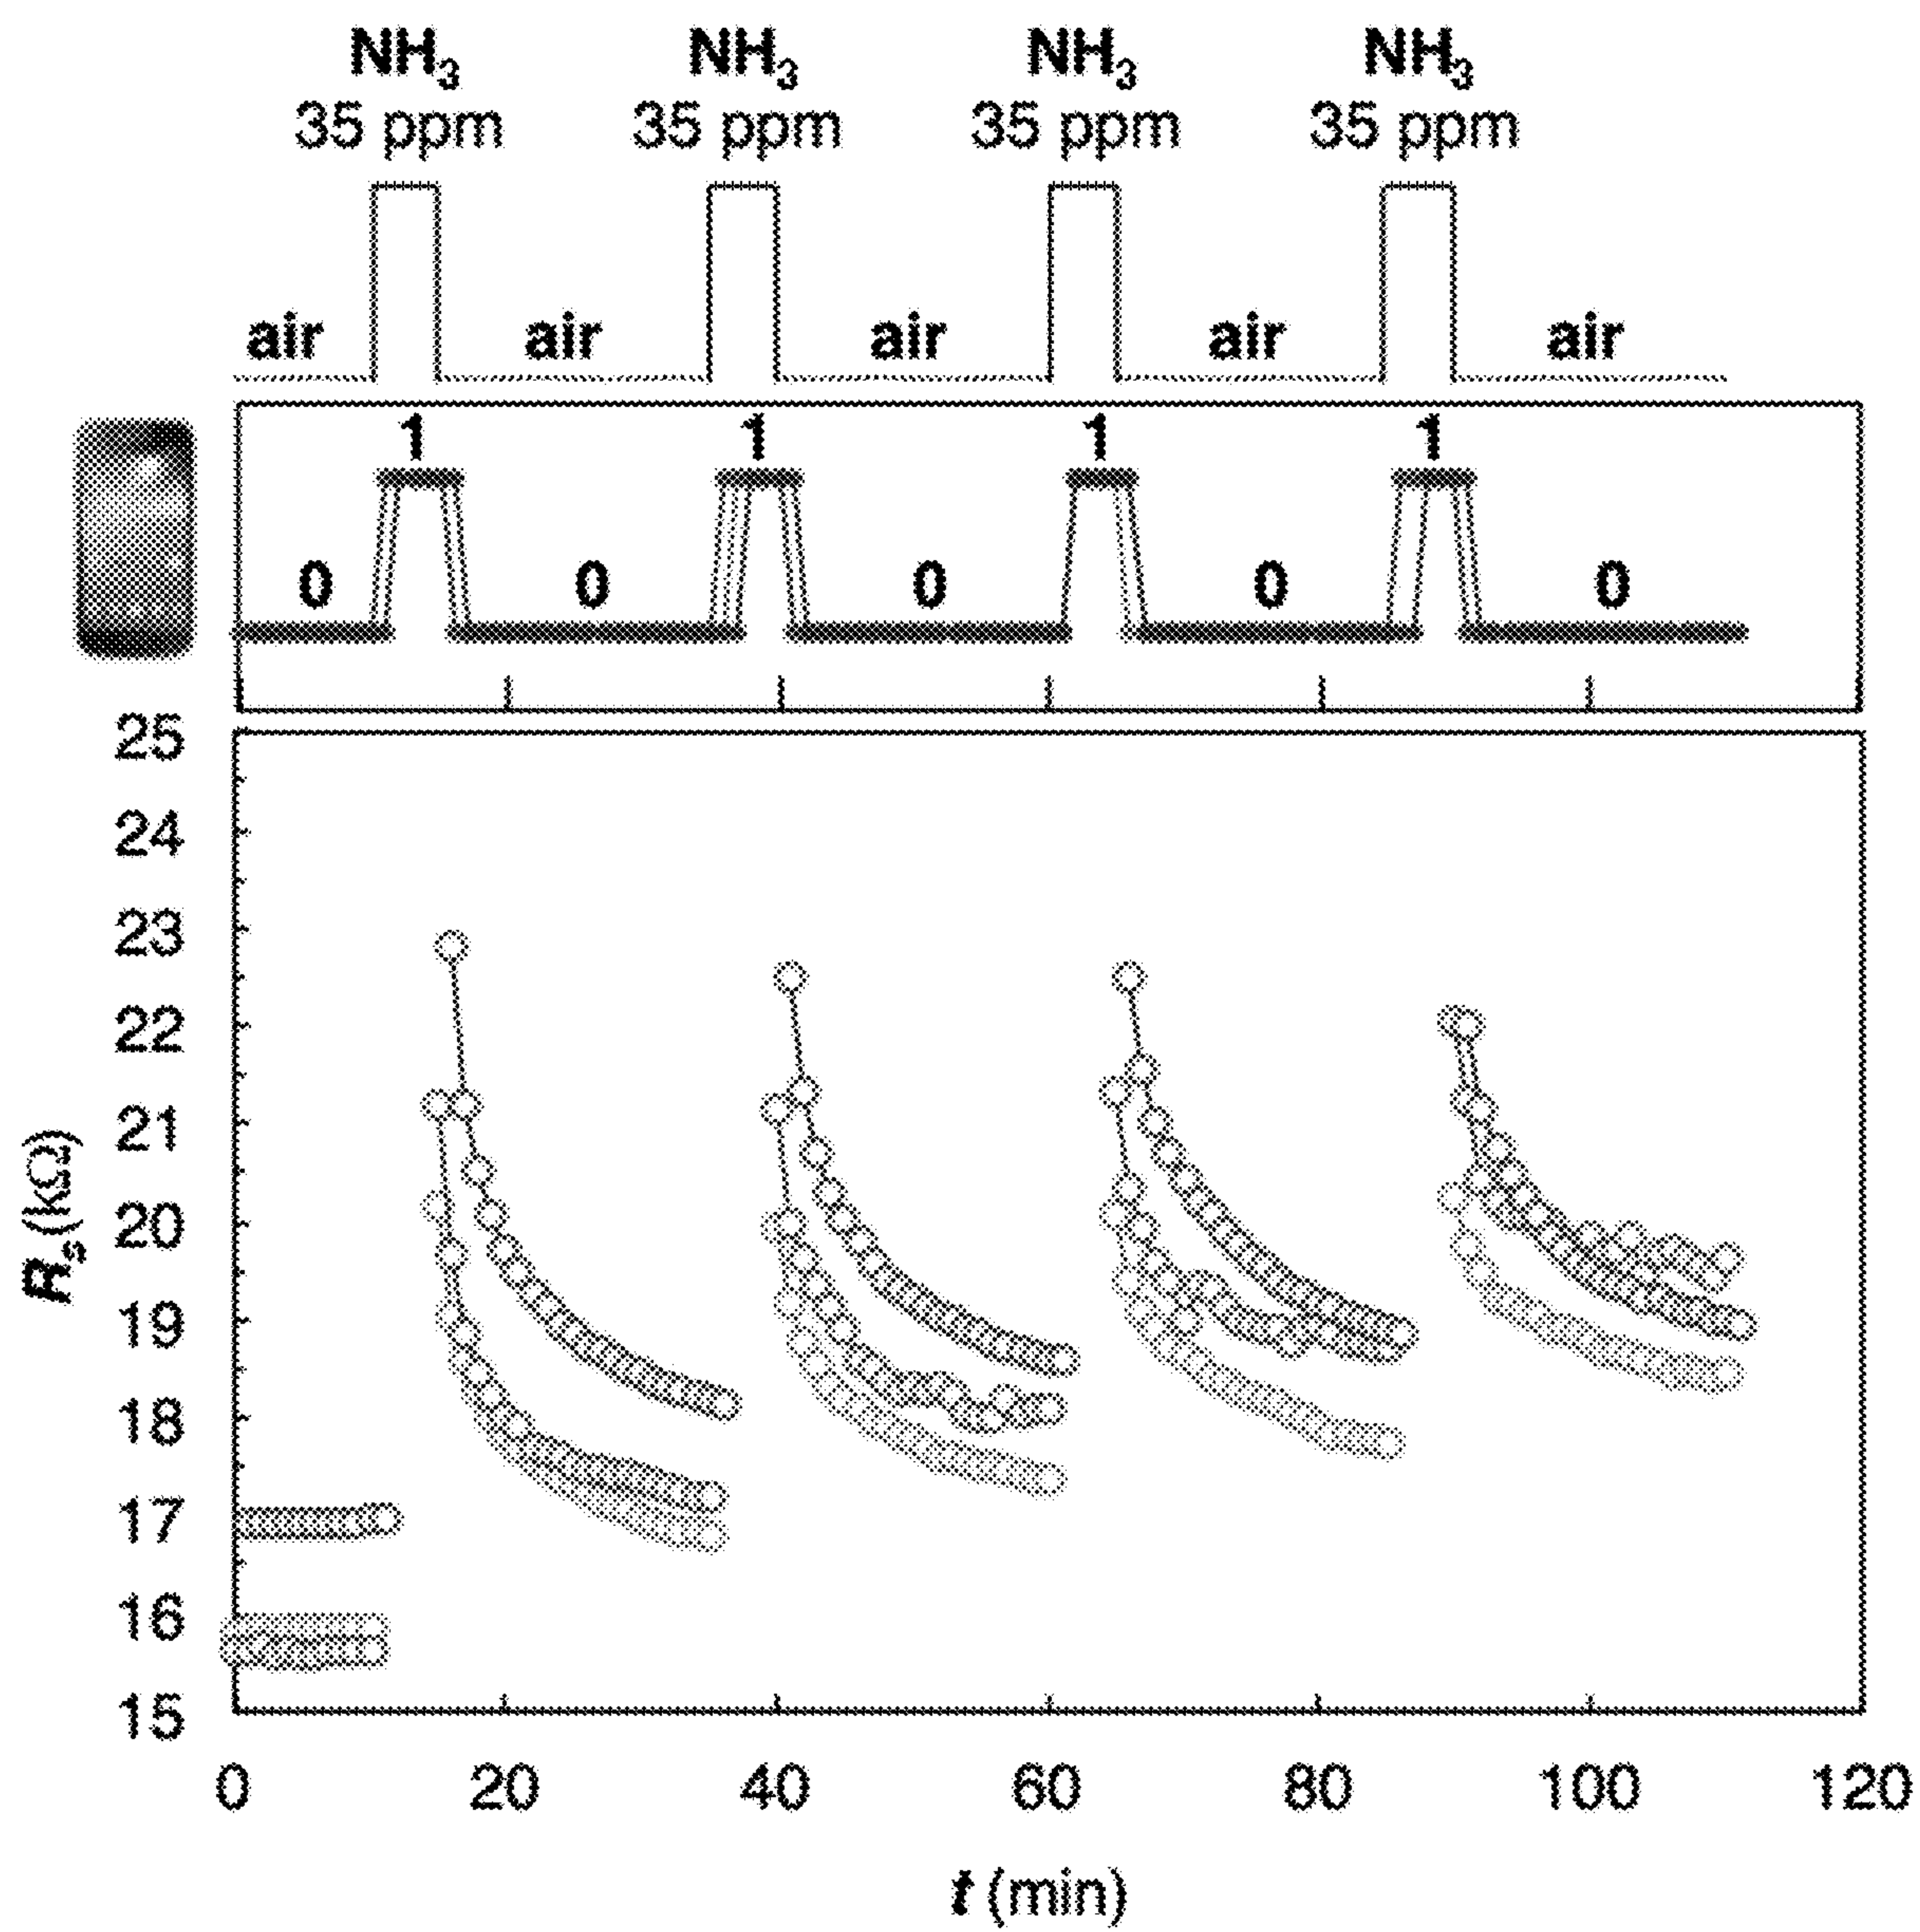 NH3 NH3 NH3 NH3
35 ppm 35 ppm 35 ppm 35 ppm
air air air air air
1 1 1 1
0 0 0 0 0
25
24
23
22
21
20
19
18
17
16
15
Rs(kΩ)
0 20 40 60 80 100 120
t (min)